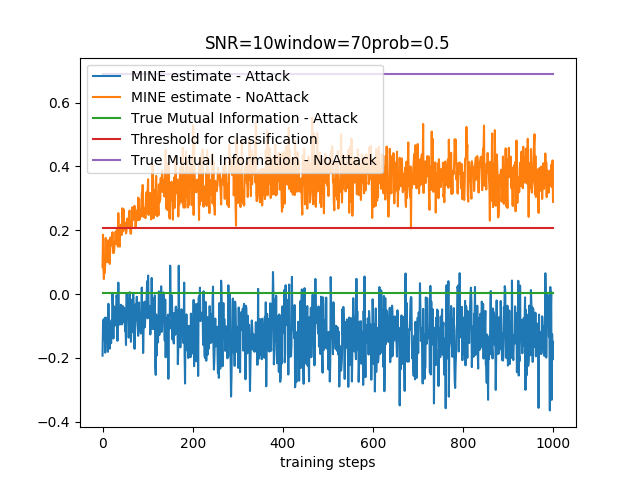 SNR=10window=70prob=0.5
MINE estimate - Attack
MINE estimate - NoAttack
True Mutual Information - Attack
Threshold for classification
True Mutual Information - NoAttack
0.6
0.4
0.2
0.0
−0.2
−0.4
0 200 400 600 800 1000
training steps